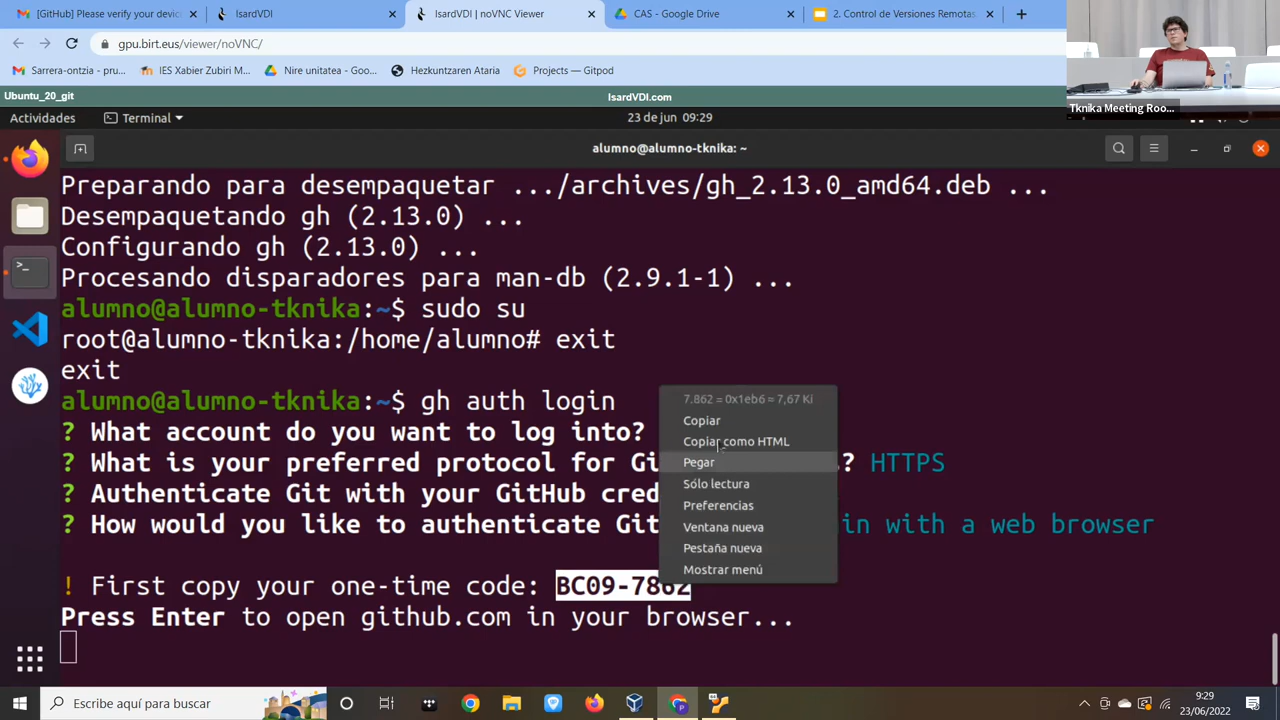 [GitHub] Please verify your devic
IsardVDI
IsardVDI | noVNC Viewer
CAS - Google Drive
2. Control de Versiones Remotas.
gpu.birt.eus/viewer/noVNC/
Sarrera-ontzia - pru...
IES Xabier Zubiri M...
Nire unitatea - Goo...
Hezkuntzaren Ataria
Projects — Gitpod
Ubuntu_20_git
IsardVDI.com
Tknika Meeting Roo...
Actividades
Terminal
23 de jun 09:29
alumno@alumno-tknika: ~
Preparando para desempaquetar .../archives/gh_2.13.0_amd64.deb ...
Desempaquetando gh (2.13.0) ...
Configurando gh (2.13.0) ...
Procesando disparadores para man-db (2.9.1-1) ...
alumno@alumno-tknika:~$ sudo su
root@alumno-tknika:/home/alumno# exit
exit
alumno@alumno-tknika:~$ gh auth login
? What account do you want to log into?
? What is your preferred protocol for Gi ? HTTPS
? Authenticate Git with your GitHub cred
? How would you like to authenticate Git in with a web browser
! First copy your one-time code: BC09-7862
Press Enter to open github.com in your browser...
7.862 = 0x1eb6 ≈ 7,67 Ki
Copiar
Copiar como HTML
Pegar
Sólo lectura
Preferencias
Ventana nueva
Pestaña nueva
Mostrar menú
Escribe aquí para buscar
9:29
23/06/2022